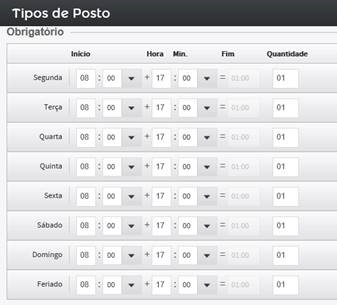 Tipos de Posto
Obrigatório
Início Hora Min. Fim Quantidade
Segunda 08 : 00 + 17 : 00 = 01:00 01
Terça 08 : 00 + 17 : 00 = 01:00 01
Quarta 08 : 00 + 17 : 00 = 01:00 01
Quinta 08 : 00 + 17 : 00 = 01:00 01
Sexta 08 : 00 + 17 : 00 = 01:00 01
Sábado 08 : 00 + 17 : 00 = 01:00 01
Domingo 08 : 00 + 17 : 00 = 01:00 01
Feriado 08 : 00 + 17 : 00 = 01:00 01